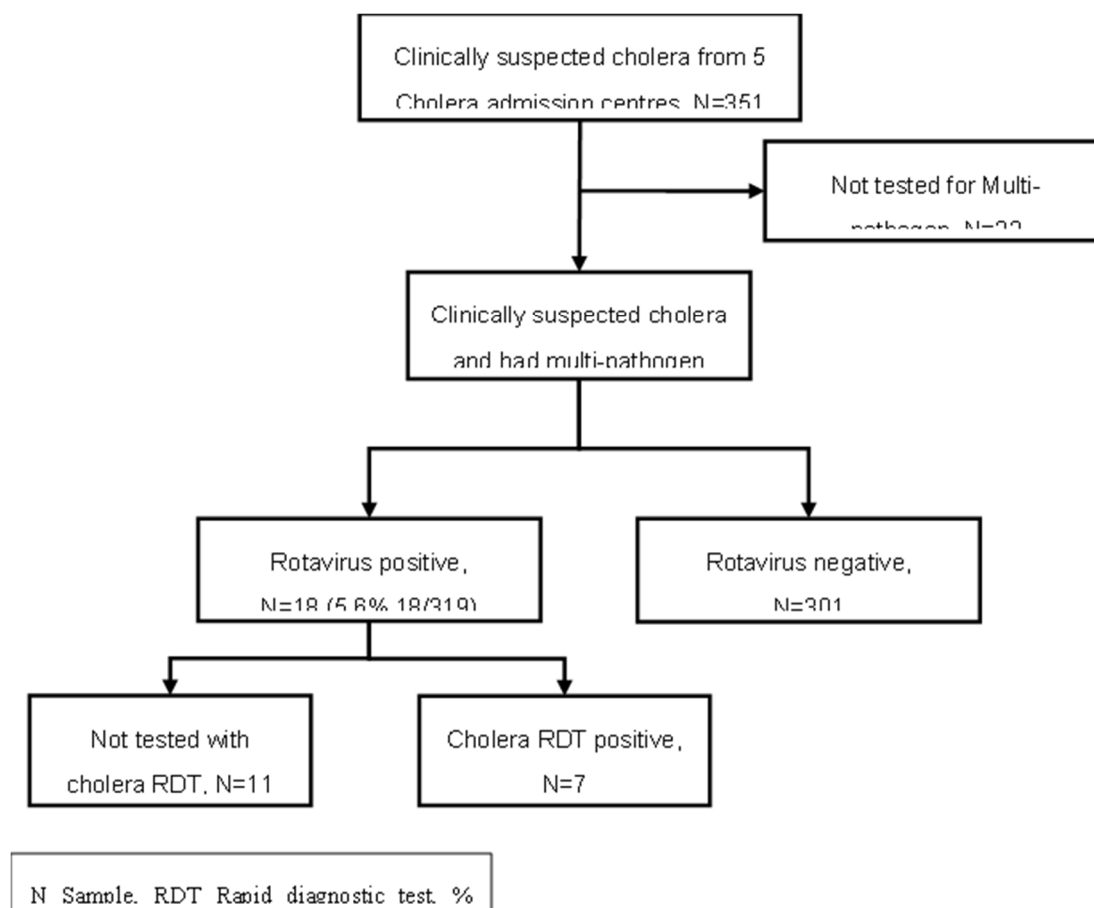 Clinically suspected cholera from 5
Cholera admission centres, N=351
Not tested for Multi-
pathogen,
Clinically suspected cholera
and had multi-pathogen
Rotavirus positive,
N=18 (5.6% 18/319)
Rotavirus negative,
N=301
Not tested with
cholera RDT, N=11
Cholera RDT positive,
N=7
N Sample, RDT Rapid diagnostic test, %